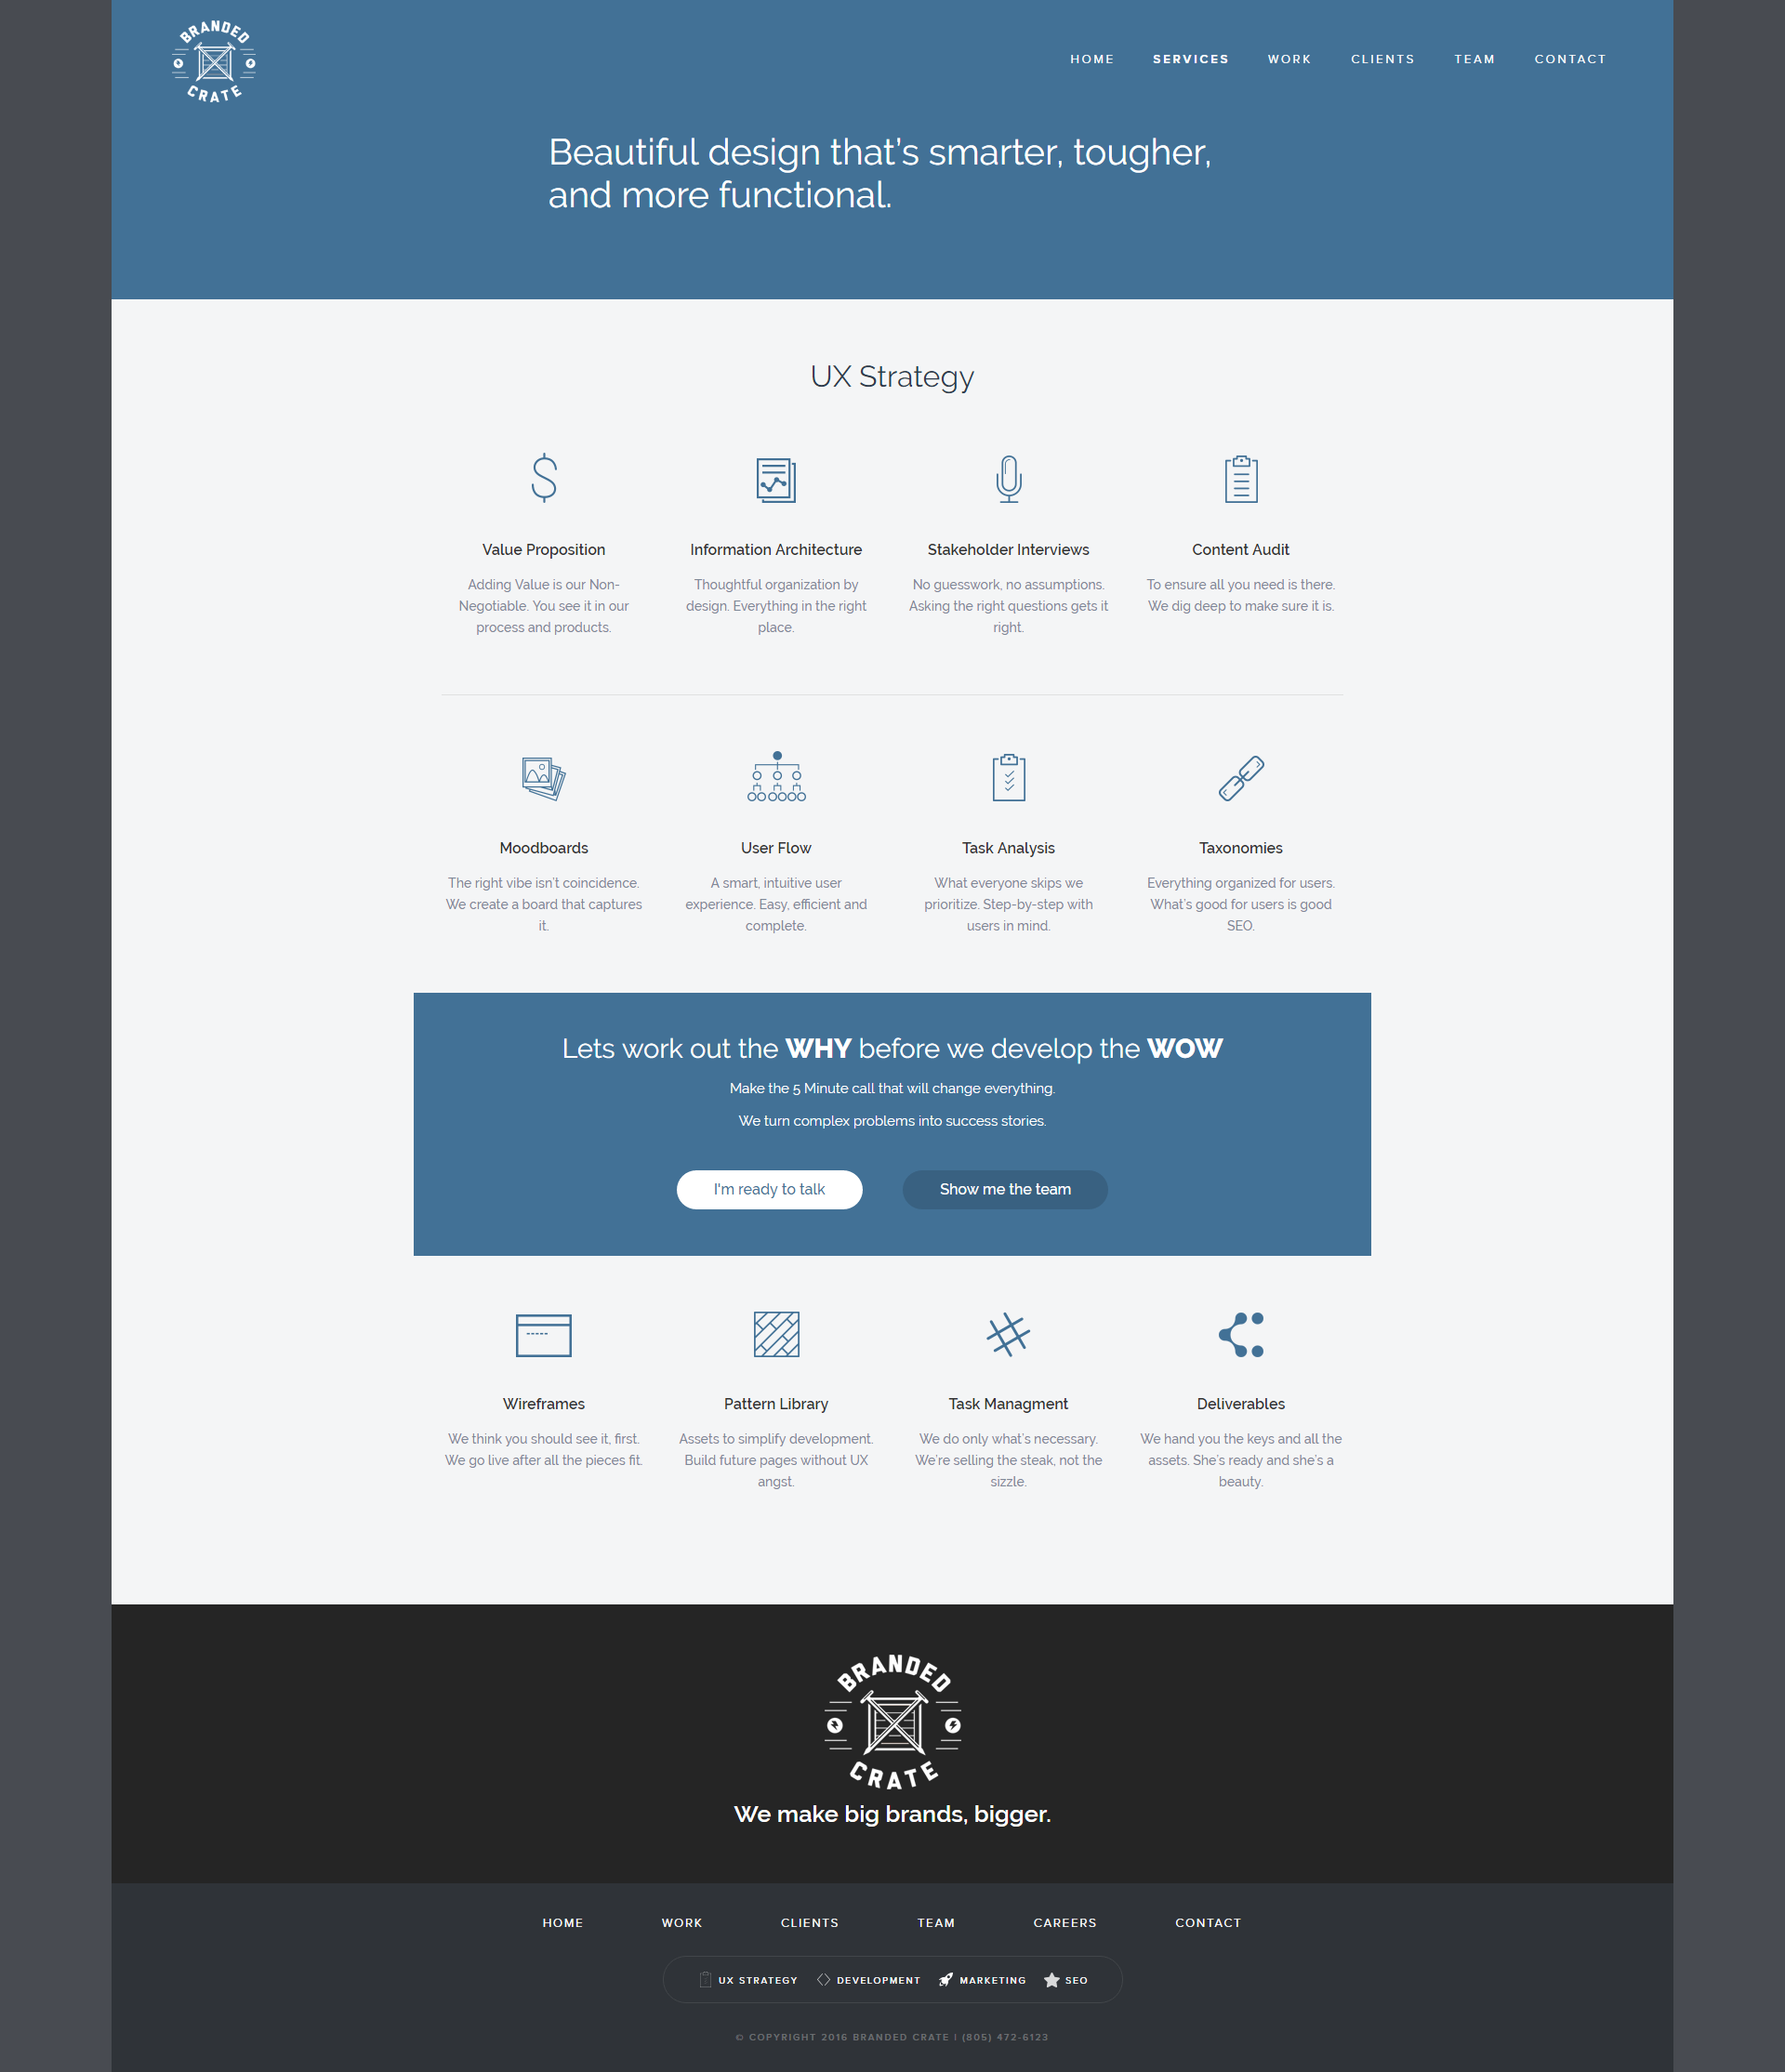 BRANDED
CRATE
HOME SERVICES WORK CLIENTS TEAM CONTACT
Beautiful design that's smarter, tougher,
and more functional.
UX Strategy
Value Proposition
Adding Value is our Non-
Negotiable. You see it in our
process and products.
Information Architecture
Thoughtful organization by
design. Everything in the right
place.
Stakeholder Interviews
No guesswork, no assumptions.
Asking the right questions gets it
right.
Content Audit
To ensure all you need is there.
We dig deep to make sure it is.
Moodboards
The right vibe isn't coincidence.
We create a board that captures
it.
User Flow
A smart, intuitive user
experience. Easy, efficient and
complete.
Task Analysis
What everyone skips we
prioritize. Step-by-step with
users in mind.
Taxonomies
Everything organized for users.
What's good for users is good
SEO.
Lets work out the WHY before we develop the WOW
Make the 5 Minute call that will change everything.
We turn complex problems into success stories.
I'm ready to talk
Show me the team
Wireframes
We think you should see it, first.
We go live after all the pieces fit.
Pattern Library
Assets to simplify development.
Build future pages without UX
angst.
Task Managment
We do only what's necessary.
We're selling the steak, not the
sizzle.
Deliverables
We hand you the keys and all the
assets. She's ready and she's a
beauty.
BRANDED
CRATE
We make big brands, bigger.
HOME WORK CLIENTS TEAM CAREERS CONTACT
UX STRATEGY DEVELOPMENT MARKETING SEO
© COPYRIGHT 2016 BRANDED CRATE | (805) 472-6123